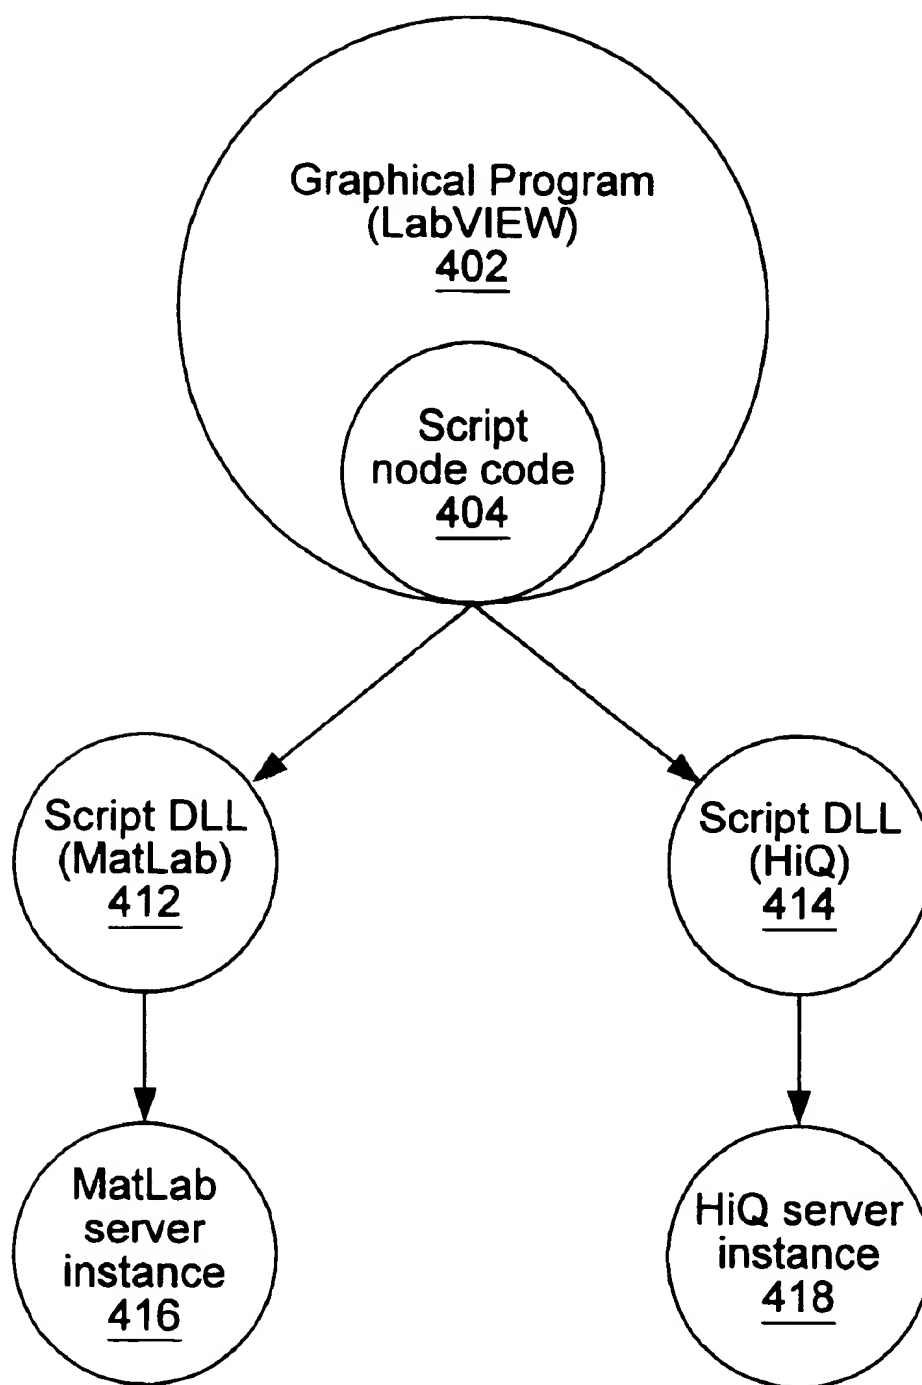 Graphical Program
(LabVIEW)
402
Script
node code
404
Script DLL
(MatLab)
412
Script DLL
(HiQ)
414
MatLab
server
instance
416
HiQ server
instance
418